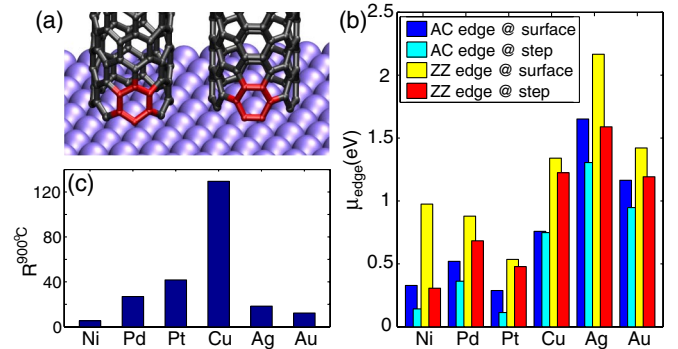 (a)
(b)
AC edge @ surface
AC edge @ step
ZZ edge @ surface
ZZ edge @ step
μedge(eV)
2.5
2
1.5
1
0.5
0
Ni Pd Pt Cu Ag Au
(c)
R900°C
120
80
40
0
Ni Pd Pt Cu Ag Au